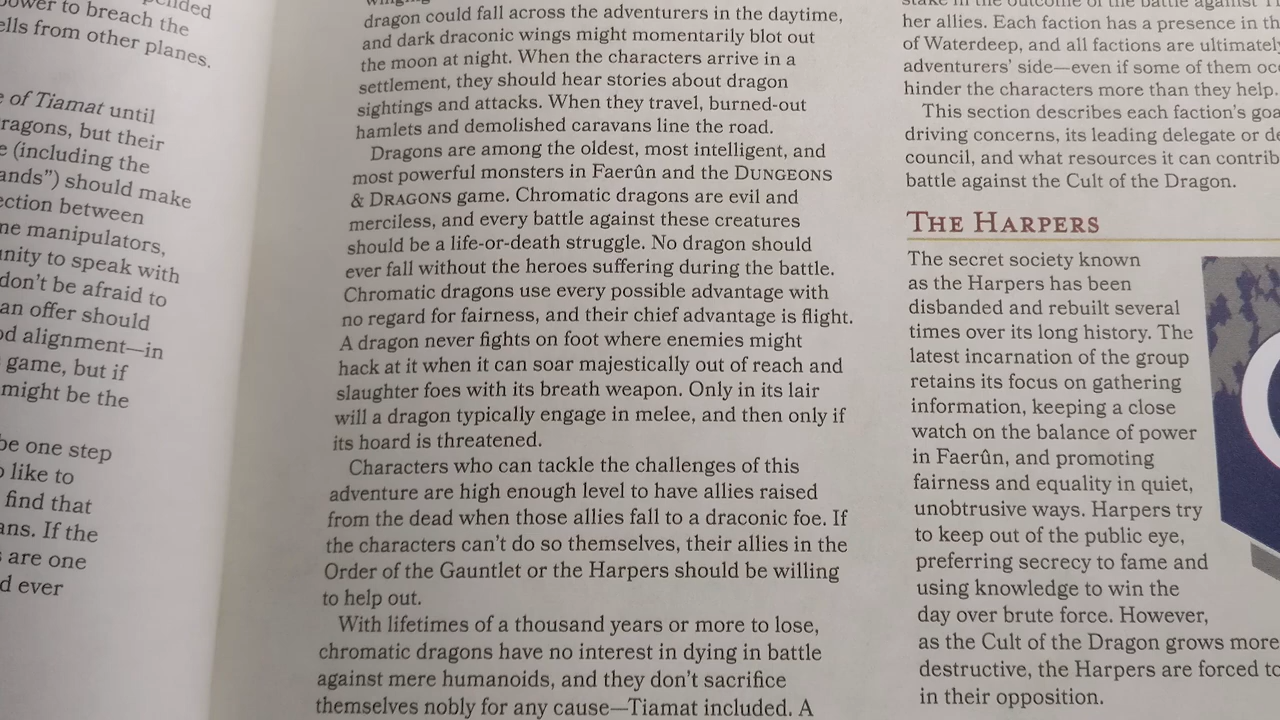 ower to breach the
ells from other planes.
e of Tiamat until
ragons, but their
e (including the
ands”) should make
ection between
ne manipulators,
unity to speak with
don’t be afraid to
an offer should
od alignment—in
game, but if
might be the
be one step
o like to
find that
ans. If the
s are one
d ever
dragon could fall across the adventurers in the daytime,
and dark draconic wings might momentarily blot out
the moon at night. When the characters arrive in a
settlement, they should hear stories about dragon
sightings and attacks. When they travel, burned-out
hamlets and demolished caravans line the road.
Dragons are among the oldest, most intelligent, and
most powerful monsters in Faerûn and the DUNGEONS
& DRAGONS game. Chromatic dragons are evil and
merciless, and every battle against these creatures
should be a life-or-death struggle. No dragon should
ever fall without the heroes suffering during the battle.
Chromatic dragons use every possible advantage with
no regard for fairness, and their chief advantage is flight.
A dragon never fights on foot where enemies might
hack at it when it can soar majestically out of reach and
slaughter foes with its breath weapon. Only in its lair
will a dragon typically engage in melee, and then only if
its hoard is threatened.
Characters who can tackle the challenges of this
adventure are high enough level to have allies raised
from the dead when those allies fall to a draconic foe. If
the characters can’t do so themselves, their allies in the
Order of the Gauntlet or the Harpers should be willing
to help out.
With lifetimes of a thousand years or more to lose,
chromatic dragons have no interest in dying in battle
against mere humanoids, and they don’t sacrifice
themselves nobly for any cause—Tiamat included. A
her allies. Each faction has a presence in th
of Waterdeep, and all factions are ultimately
adventurers’ side—even if some of them occ
hinder the characters more than they help.
This section describes each faction’s goa
driving concerns, its leading delegate or de
council, and what resources it can contrib
battle against the Cult of the Dragon.
THE HARPERS
The secret society known
as the Harpers has been
disbanded and rebuilt several
times over its long history. The
latest incarnation of the group
retains its focus on gathering
information, keeping a close
watch on the balance of power
in Faerûn, and promoting
fairness and equality in quiet,
unobtrusive ways. Harpers try
to keep out of the public eye,
preferring secrecy to fame and
using knowledge to win the
day over brute force. However,
as the Cult of the Dragon grows more
destructive, the Harpers are forced to
in their opposition.